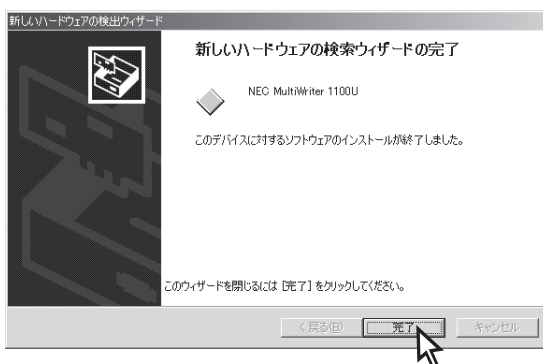 新しいハードウェアの検出ウィザード
新しいハードウェアの検索ウィザードの完了
NEC MultiWriter 1100U
このデバイスに対するソフトウェアのインストールが終了しました。
このウィザードを閉じるには [完了] をクリックしてください。
< 戻る(B)
完了
キャンセル